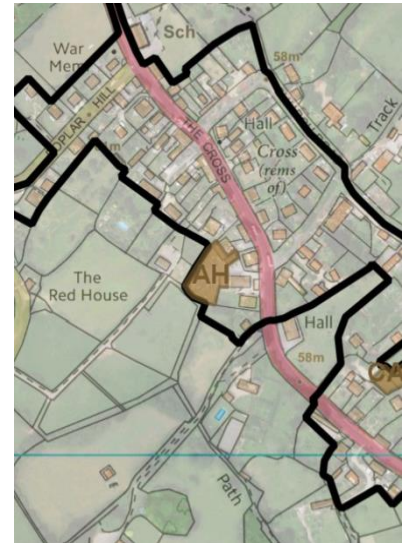 Sch
War
Mem
58m
OPLAR HILL
THE CROSS
Hall
Track
Cross
(rems
of)
The
Red House
AH
Hall
58m
CA
Path